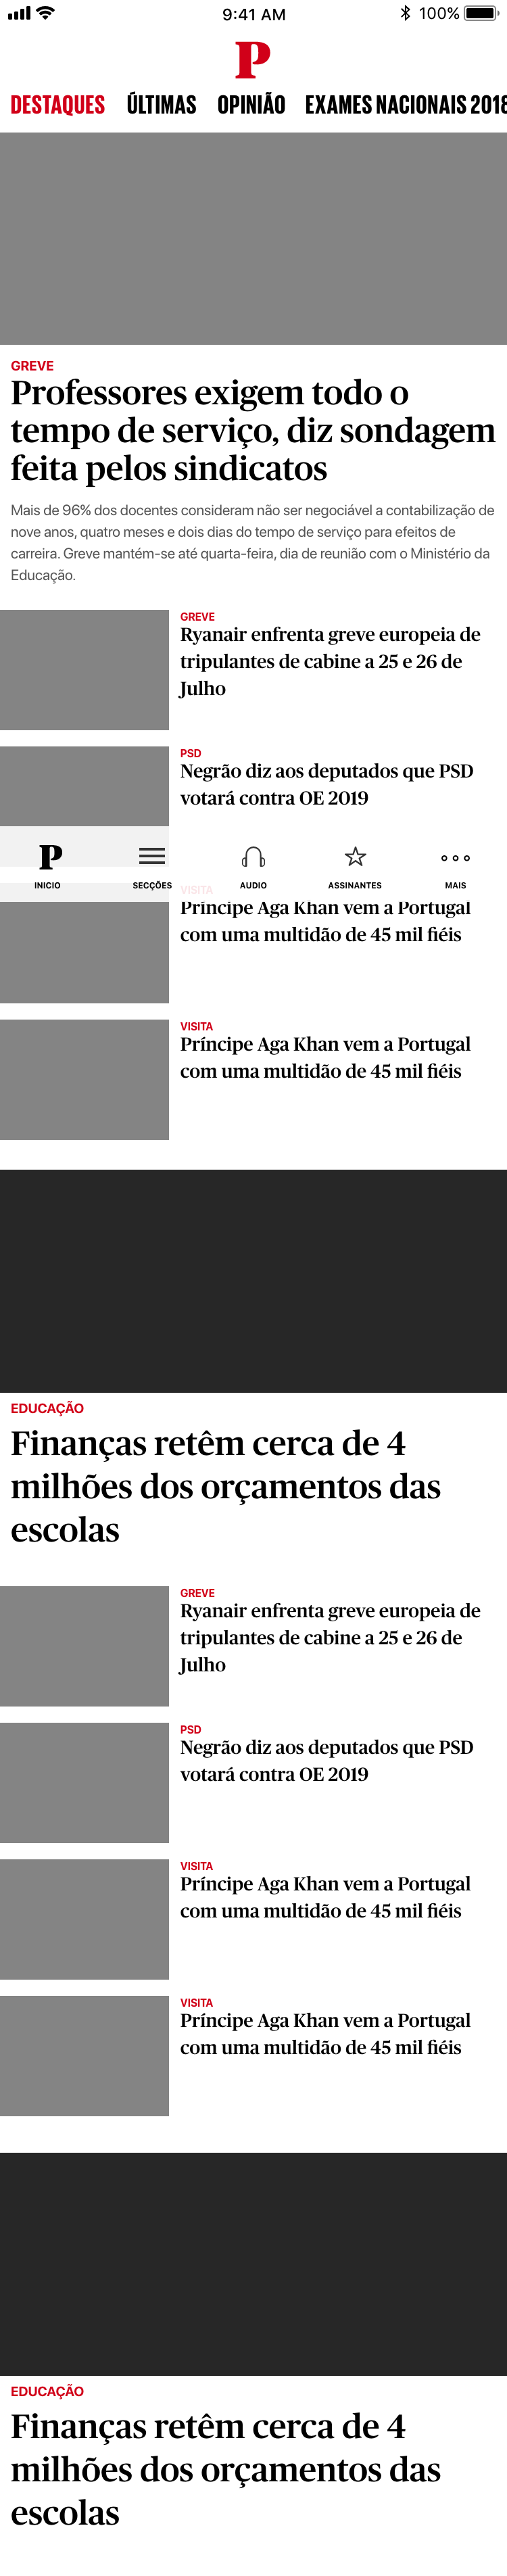 9:41 AM
100%
P
DESTAQUES ÚLTIMAS OPINIÃO EXAMES NACIONAIS 2018
GREVE
Professores exigem todo o
tempo de serviço, diz sondagem
feita pelos sindicatos
Mais de 96% dos docentes consideram não ser negociável a contabilização de
nove anos, quatro meses e dois dias do tempo de serviço para efeitos de
carreira. Greve mantém-se até quarta-feira, dia de reunião com o Ministério da
Educação.
GREVE
Ryanair enfrenta greve europeia de
tripulantes de cabine a 25 e 26 de
Julho
PSD
Negrão diz aos deputados que PSD
votará contra OE 2019
P
INICIO SECÇÕES AUDIO ASSINANTES MAIS
VISITA
Príncipe Aga Khan vem a Portugal
com uma multidão de 45 mil fiéis
VISITA
Príncipe Aga Khan vem a Portugal
com uma multidão de 45 mil fiéis
EDUCAÇÃO
Finanças retêm cerca de 4
milhões dos orçamentos das
escolas
GREVE
Ryanair enfrenta greve europeia de
tripulantes de cabine a 25 e 26 de
Julho
PSD
Negrão diz aos deputados que PSD
votará contra OE 2019
VISITA
Príncipe Aga Khan vem a Portugal
com uma multidão de 45 mil fiéis
VISITA
Príncipe Aga Khan vem a Portugal
com uma multidão de 45 mil fiéis
EDUCAÇÃO
Finanças retêm cerca de 4
milhões dos orçamentos das
escolas